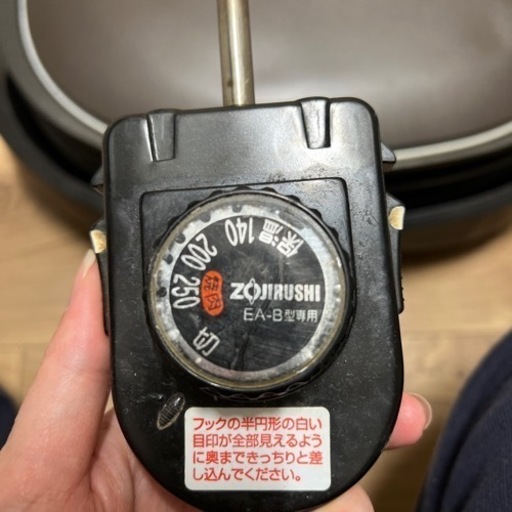 保温 140 200 250 切
焼肉
ZOJIRUSHI
EA-B型専用
フックの半円形の白い
目印が全部見えるよう
に奥まできっちりと差
し込んでください。